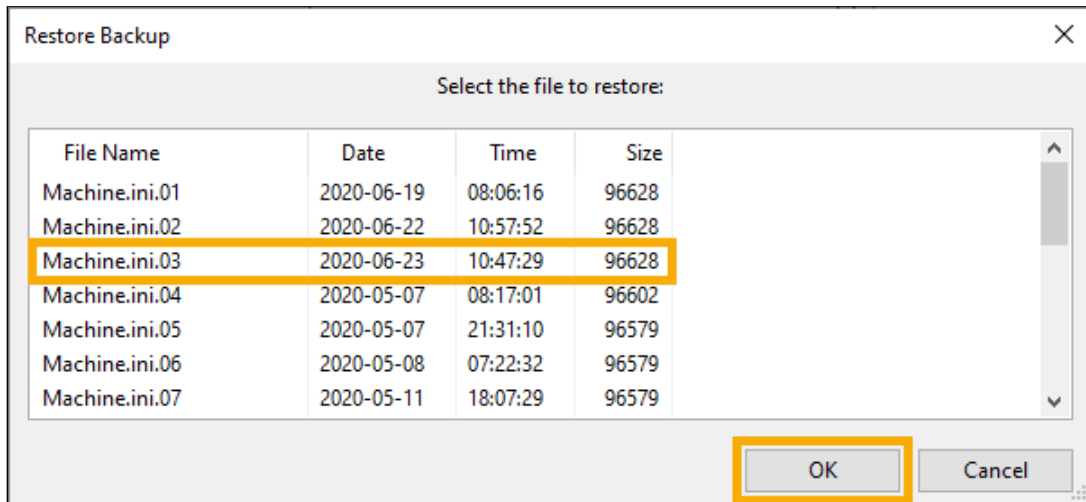 Restore Backup
Select the file to restore:
File Name Date Time Size
Machine.ini.01 2020-06-19 08:06:16 96628
Machine.ini.02 2020-06-22 10:57:52 96628
Machine.ini.03 2020-06-23 10:47:29 96628
Machine.ini.04 2020-05-07 08:17:01 96602
Machine.ini.05 2020-05-07 21:31:10 96579
Machine.ini.06 2020-05-08 07:22:32 96579
Machine.ini.07 2020-05-11 18:07:29 96579
OK Cancel